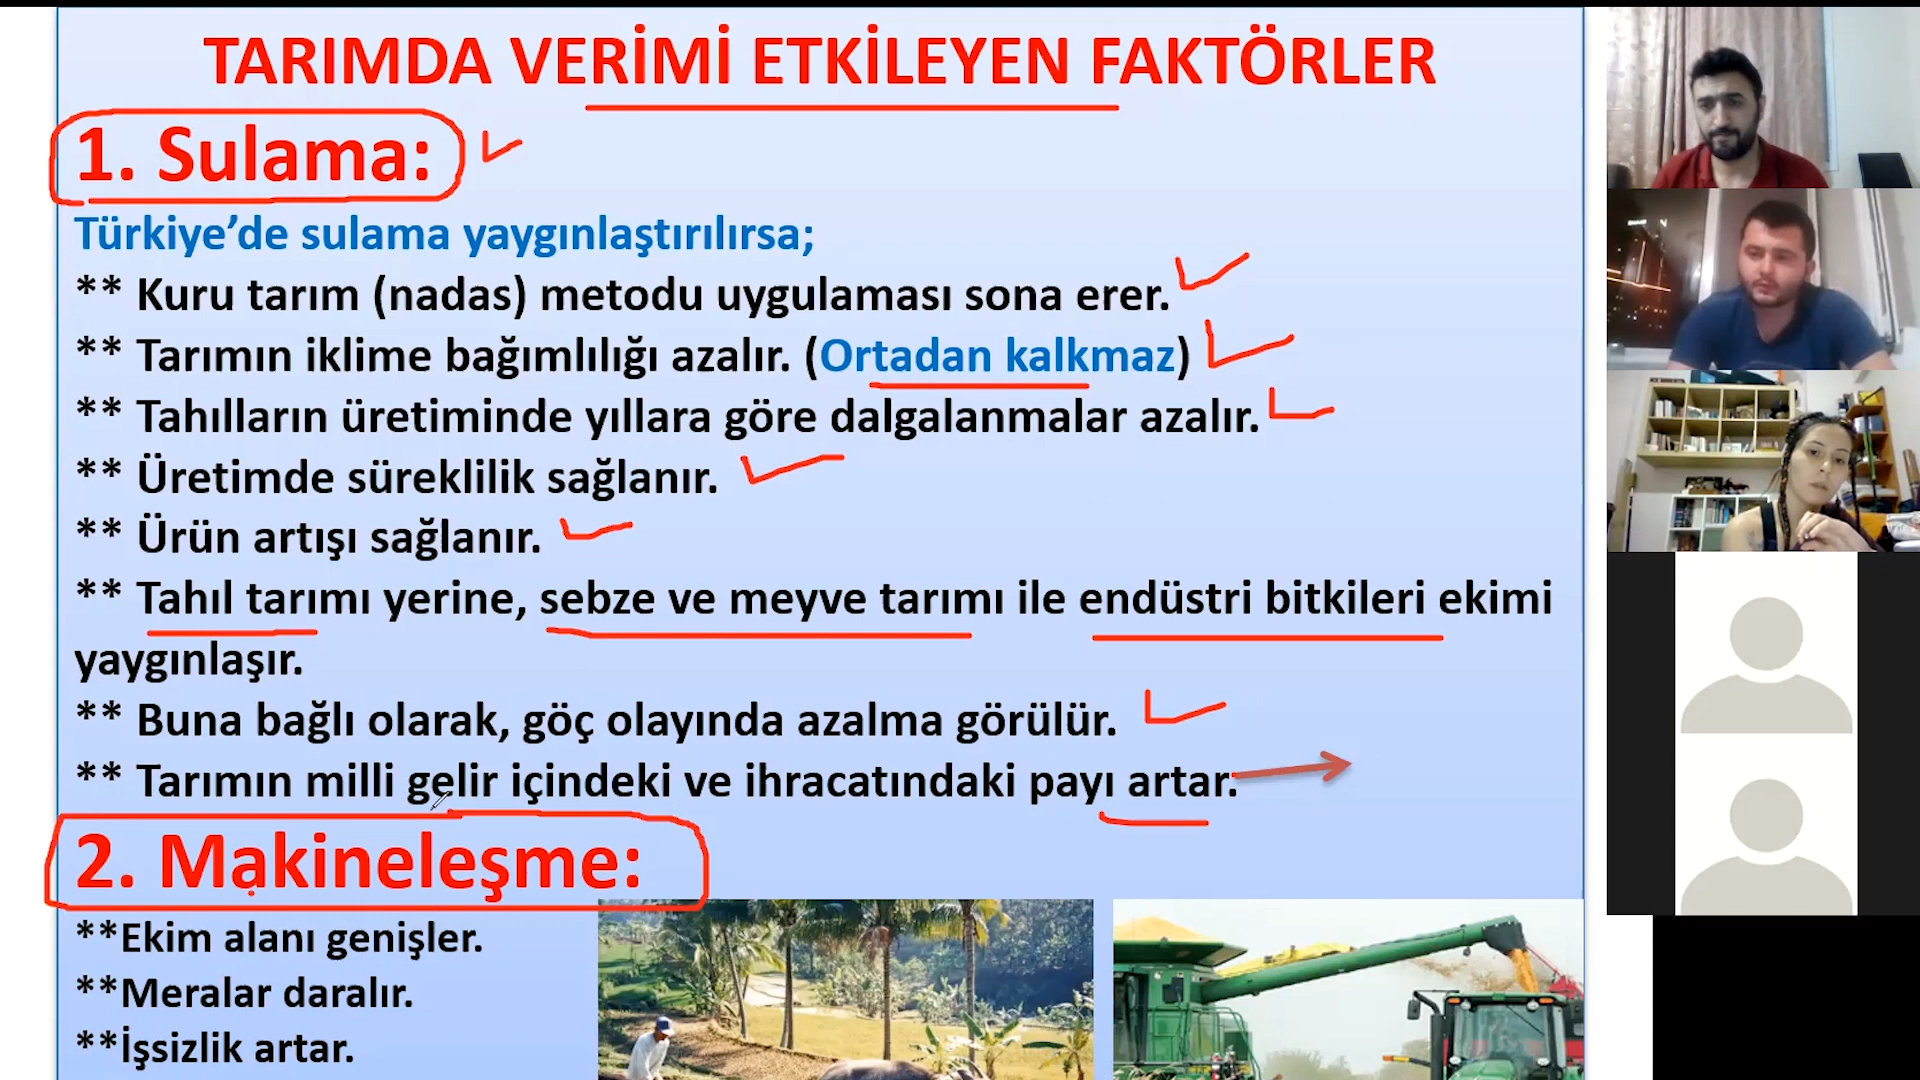 TARIMDA VERİMİ ETKİLEYEN FAKTÖRLER
1. Sulama:
Türkiye’de sulama yaygınlaştırılırsa;
** Kuru tarım (nadas) metodu uygulaması sona erer.
** Tarımın iklime bağımlılığı azalır. (Ortadan kalkmaz)
** Tahılların üretiminde yıllara göre dalgalanmalar azalır.
** Üretimde süreklilik sağlanır.
** Ürün artışı sağlanır.
** Tahıl tarımı yerine, sebze ve meyve tarımı ile endüstri bitkileri ekimi
yaygınlaşır.
** Buna bağlı olarak, göç olayında azalma görülür.
** Tarımın milli gelir içindeki ve ihracatındaki payı artar.
2. Makineleşme:
**Ekim alanı genişler.
**Meralar daralır.
**İşsizlik artar.